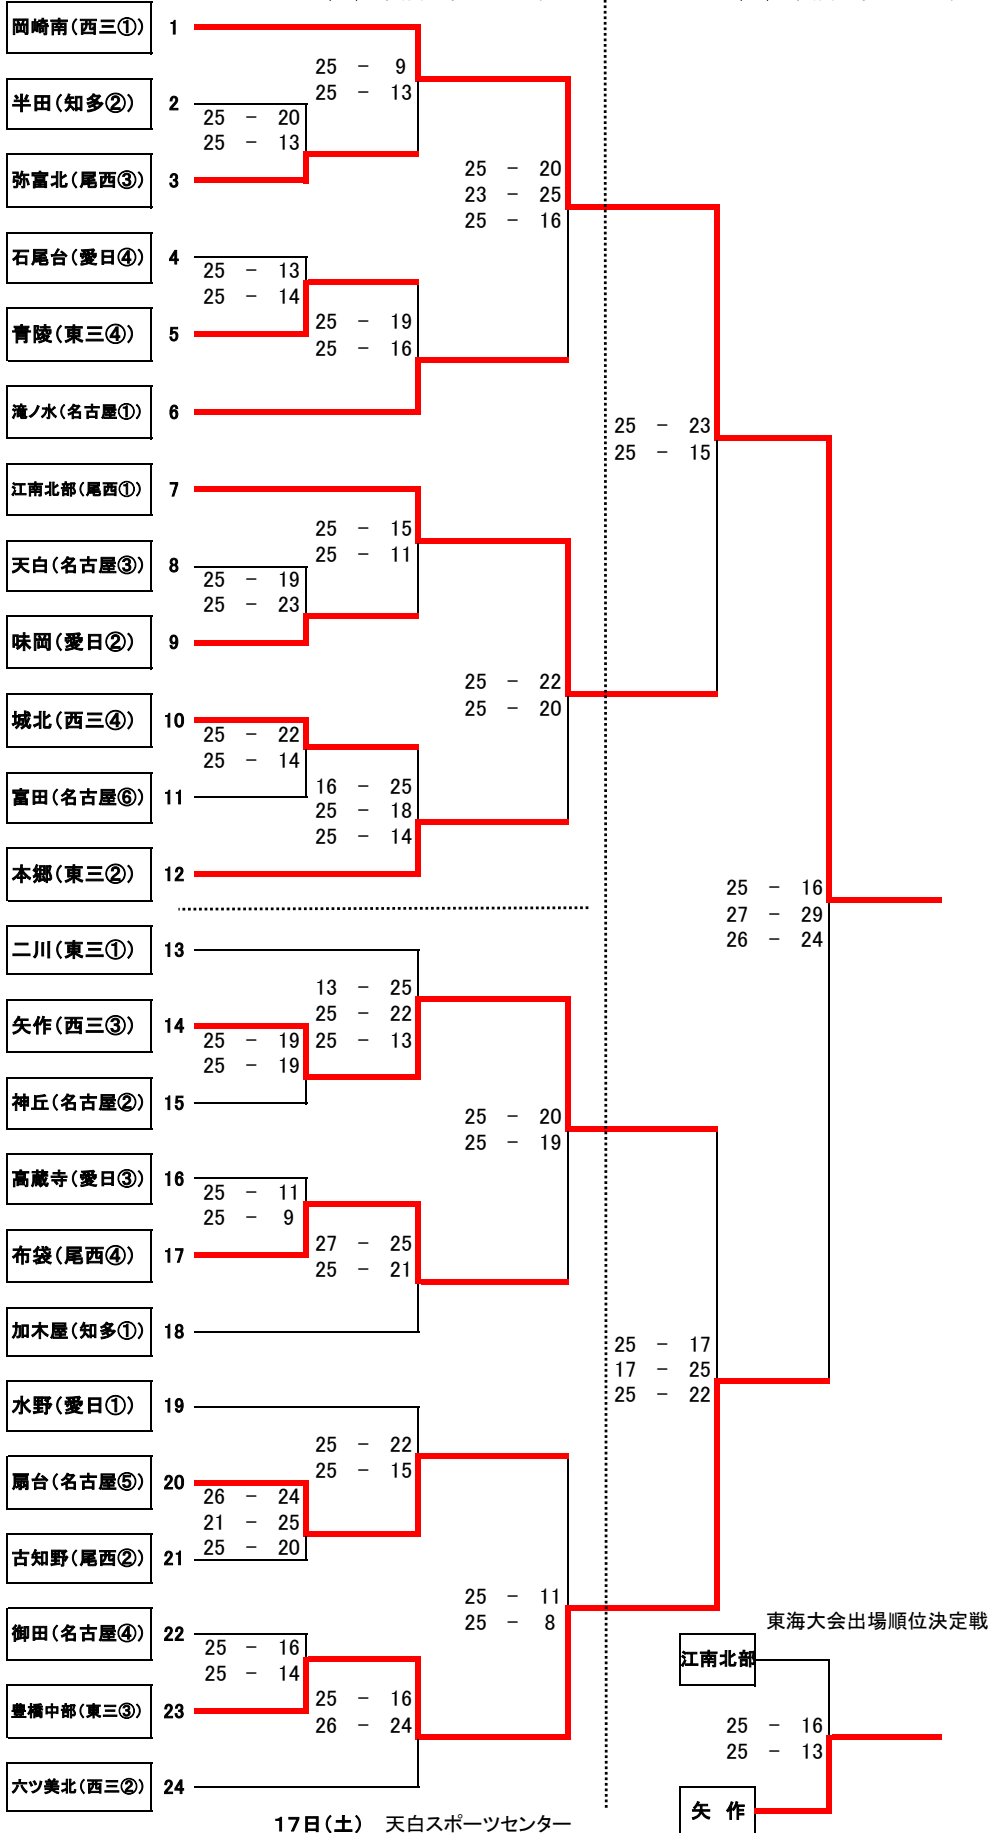 岡崎南(西三①) 1
25 - 9
25 - 13
半田(知多②) 2
25 - 20
25 - 13
弥富北(尾西③) 3
25 - 20
23 - 25
25 - 16
石尾台(愛日④) 4
25 - 13
25 - 14
青陵(東三④) 5
25 - 19
25 - 16
滝ノ水(名古屋①) 6
25 - 23
25 - 15
江南北部(尾西①) 7
25 - 15
25 - 11
天白(名古屋③) 8
25 - 19
25 - 23
味岡(愛日②) 9
25 - 22
25 - 20
城北(西三④) 10
25 - 22
25 - 14
富田(名古屋⑥) 11
16 - 25
25 - 18
25 - 14
本郷(東三②) 12
25 - 16
27 - 29
26 - 24
二川(東三①) 13
13 - 25
25 - 22
25 - 13
矢作(西三③) 14
25 - 19
25 - 19
神丘(名古屋②) 15
25 - 20
25 - 19
高蔵寺(愛日③) 16
25 - 11
25 - 9
布袋(尾西④) 17
27 - 25
25 - 21
加木屋(知多①) 18
25 - 17
17 - 25
25 - 22
水野(愛日①) 19
25 - 22
25 - 15
扇台(名古屋⑤) 20
26 - 24
21 - 25
25 - 20
古知野(尾西②) 21
25 - 11
25 - 8
御田(名古屋④) 22
25 - 16
25 - 14
豊橋中部(東三③) 23
25 - 16
26 - 24
六ツ美北(西三②) 24
東海大会出場順位決定戦
江南北部
25 - 16
25 - 13
矢 作
17日(土) 天白スポーツセンター